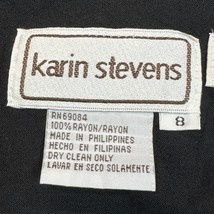 karin stevens
RN69084
100% RAYON/RAYON
MADE IN PHILIPPINES
HECHO EN FILIPINAS
DRY CLEAN ONLY
LAVAR EN SECO SOLAMENTE
8